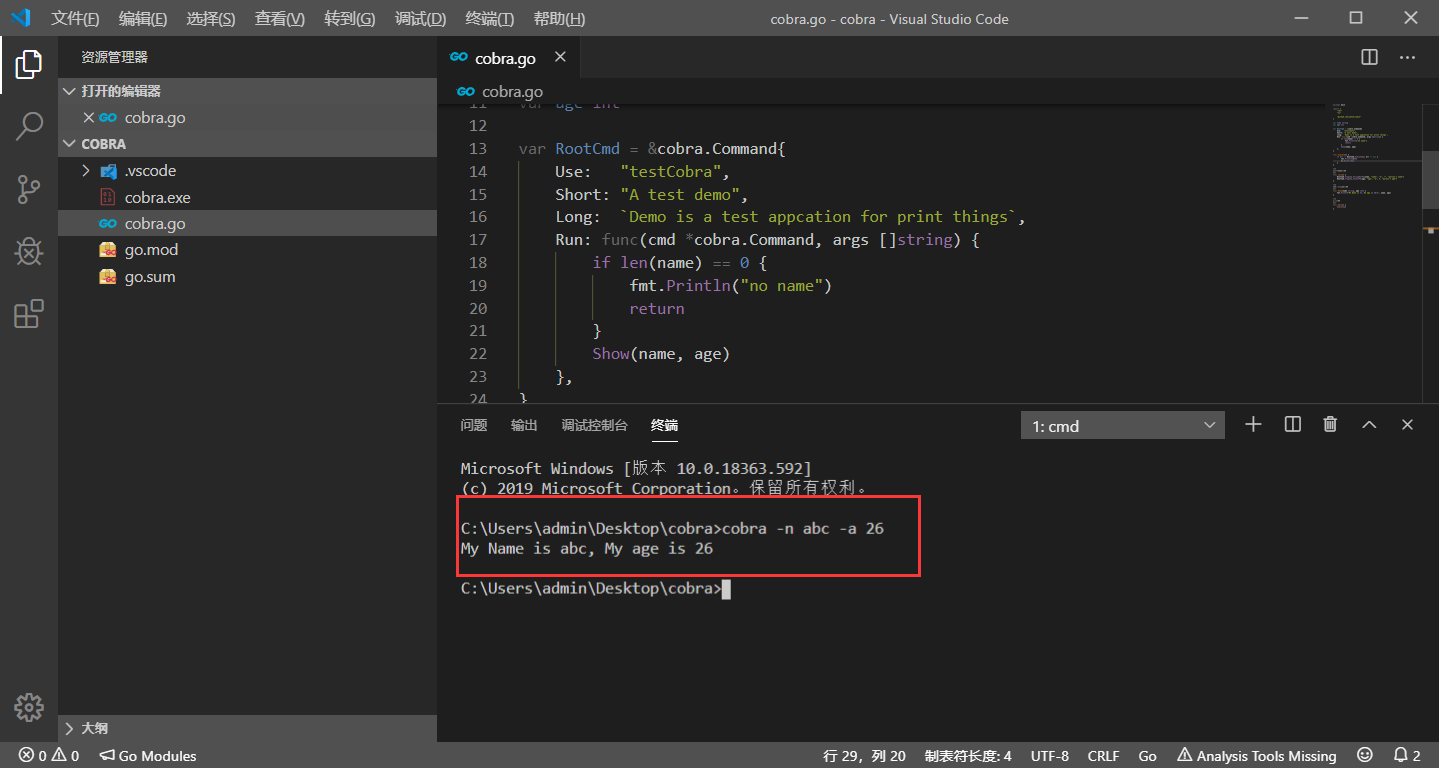 文件(F) 编辑(E) 选择(S) 查看(V) 转到(G) 调试(D) 终端(T) 帮助(H) cobra.go - cobra - Visual Studio Code
资源管理器
打开的编辑器
cobra.go
COBRA
.vscode
cobra.exe
cobra.go
go.mod
go.sum
大纲
cobra.go
cobra.go
11 var age int
12
13 var RootCmd = &cobra.Command{
14 Use: "testCobra",
15 Short: "A test demo",
16 Long: `Demo is a test appcation for print things`,
17 Run: func(cmd *cobra.Command, args []string) {
18 if len(name) == 0 {
19 fmt.Println("no name")
20 return
21 }
22 Show(name, age)
23 },
24 }
问题 输出 调试控制台 终端 1: cmd
Microsoft Windows [版本 10.0.18363.592]
(c) 2019 Microsoft Corporation。保留所有权利。
C:\Users\admin\Desktop\cobra>cobra -n abc -a 26
My Name is abc, My age is 26
C:\Users\admin\Desktop\cobra>
0 0 Go Modules 行 29，列 20 制表符长度: 4 UTF-8 CRLF Go Analysis Tools Missing 2